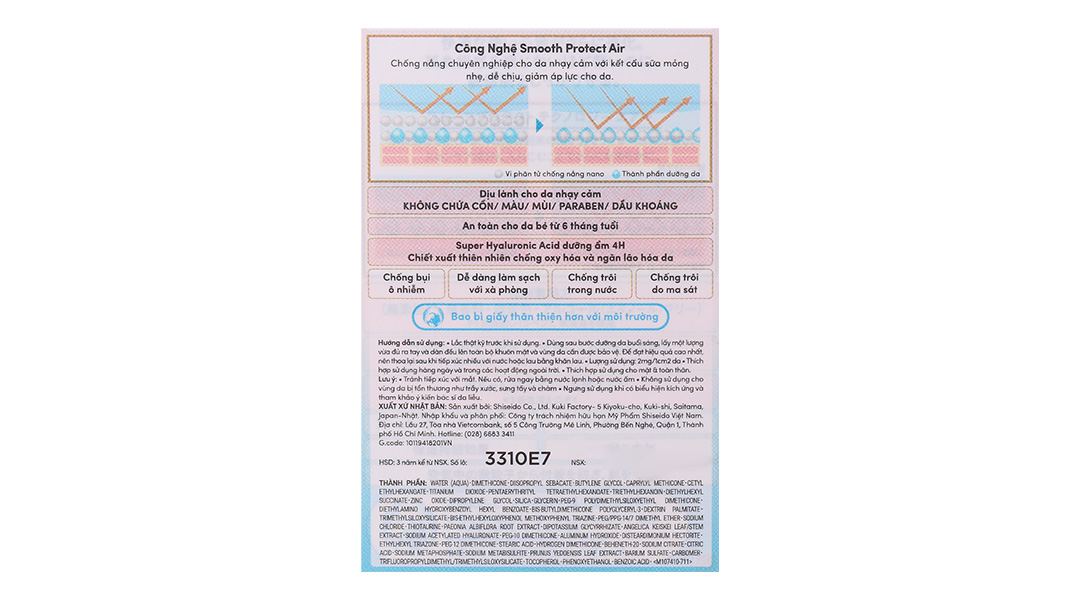 Công Nghệ Smooth Protect Air
Chống nắng chuyên nghiệp cho da nhạy cảm với kết cấu sữa mỏng
nhẹ, dễ chịu, giảm áp lực cho da.
Vi phân tử chống nắng nano Thành phần dưỡng da
Dịu lành cho da nhạy cảm
KHÔNG CHỨA CỒN/ MÀU/ MÙI/ PARABEN/ DẦU KHOÁNG
An toàn cho da bé từ 6 tháng tuổi
Super Hyaluronic Acid dưỡng ẩm 4H
Chiết xuất thiên nhiên chống oxy hóa và ngăn lão hóa da
Chống bụi
ô nhiễm
Dễ dàng làm sạch
với xà phòng
Chống trôi
trong nước
Chống trôi
do ma sát
Bao bì giấy thân thiện hơn với môi trường
Hướng dẫn sử dụng: • Lắc thật kỹ trước khi sử dụng. • Dùng sau bước dưỡng da buổi sáng, lấy một lượng
vừa đủ ra tay và dàn đều lên toàn bộ khuôn mặt và vùng da cần được bảo vệ. Để đạt hiệu quả cao nhất,
nên thoa lại sau khi tiếp xúc nhiều với nước hoặc lau bằng khăn lau. • Lượng sử dụng: 2mg/1cm2 da • Thích
hợp sử dụng hàng ngày và trong các hoạt động ngoài trời. • Thích hợp sử dụng cho mặt & toàn thân.
Lưu ý: • Tránh tiếp xúc với mắt. Nếu có, rửa ngay bằng nước lạnh hoặc nước ấm • Không sử dụng cho
vùng da bị tổn thương như trầy xước, sưng tấy và chàm • Ngưng sử dụng khi có biểu hiện kích ứng và
tham khảo ý kiến bác sĩ da liễu.
XUẤT XỨ NHẬT BẢN: Sản xuất bởi: Shiseido Co., Ltd. Kuki Factory- 5 Kiyoku-cho, Kuki-shi, Saitama,
Japan-Nhật. Nhập khẩu và phân phối: Công ty trách nhiệm hữu hạn Mỹ Phẩm Shiseido Việt Nam.
Địa chỉ: Lầu 27, Tòa nhà Vietcombank, số 5 Công Trường Mê Linh, Phường Bến Nghé, Quận 1, Thành
phố Hồ Chí Minh. Hotline: (028) 6683 3411
G.code: 10119418201VN
HSD: 3 năm kể từ NSX. Số lô: 3310E7 NSX:
THÀNH PHẦN: WATER (AQUA)•DIMETHICONE•DIISOPROPYL SEBACATE•BUTYLENE GLYCOL•CAPRYLYL METHICONE•CETYL
ETHYLHEXANOATE•TITANIUM DIOXIDE•PENTAERYTHRITYL TETRAETHYLHEXANOATE•TRIETHYLHEXANOIN•DIETHYLHEXYL
SUCCINATE•ZINC OXIDE•DIPROPYLENE GLYCOL•SILICA•GLYCERIN•PEG-9 POLYDIMETHYLSILOXYETHYL DIMETHICONE•
DIETHYLAMINO HYDROXYBENZOYL HEXYL BENZOATE•BIS-BUTYLDIMETHICONE POLYGLYCERYL-3•DEXTRIN PALMITATE•
TRIMETHYLSILOXYSILICATE•BIS-ETHYLHEXYLOXYPHENOL METHOXYPHENYL TRIAZINE•PEG/PPG-14/7 DIMETHYL ETHER•SODIUM
CHLORIDE•THIOTAURINE•PAEONIA ALBIFLORA ROOT EXTRACT•DIPOTASSIUM GLYCYRRHIZATE•ANGELICA KEISKEI LEAF/STEM
EXTRACT•SODIUM ACETYLATED HYALURONATE•PEG-10 DIMETHICONE•ALUMINUM HYDROXIDE•DISTEARDIMONIUM HECTORITE•
ETHYLHEXYL TRIAZONE•PEG-12 DIMETHICONE•STEARIC ACID•HYDROGEN DIMETHICONE•BEHENETH-20•SODIUM CITRATE•CITRIC
ACID•SODIUM METAPHOSPHATE•SODIUM METABISULFITE•PRUNUS YEDOENSIS LEAF EXTRACT•BARIUM SULFATE•CARBOMER•
TRIFLUOROPROPYLDIMETHYL/TRIMETHYLSILOXYSILICATE•TOCOPHEROL•PHENOXYETHANOL•BENZOIC ACID•<M107410-711>